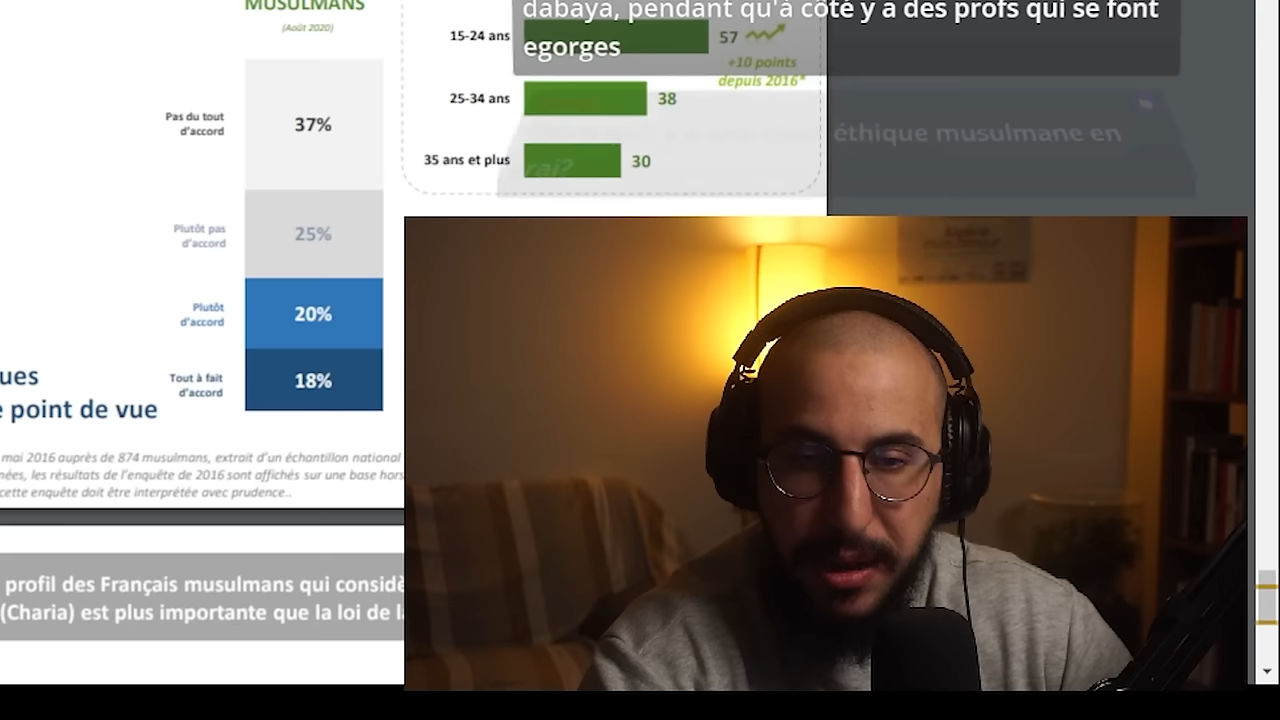 MUSULMANS
(Août 2020)
Pas du tout
d'accord
37%
Plutôt pas
d'accord
25%
Plutôt
d'accord
20%
Tout à fait
d'accord
18%
ues
e point de vue
15-24 ans
57
+10 points
depuis 2016*
25-34 ans
38
35 ans et plus
30
dabaya, pendant qu'à côté y a des profs qui se font
egorges
éthique musulmane en
rai?
mai 2016 auprès de 874 musulmans, extrait d'un échantillon national
nées, les résultats de l'enquête de 2016 sont affichés sur une base hors
cette enquête doit être interprétée avec prudence..
profil des Français musulmans qui considè
(Charia) est plus importante que la loi de l